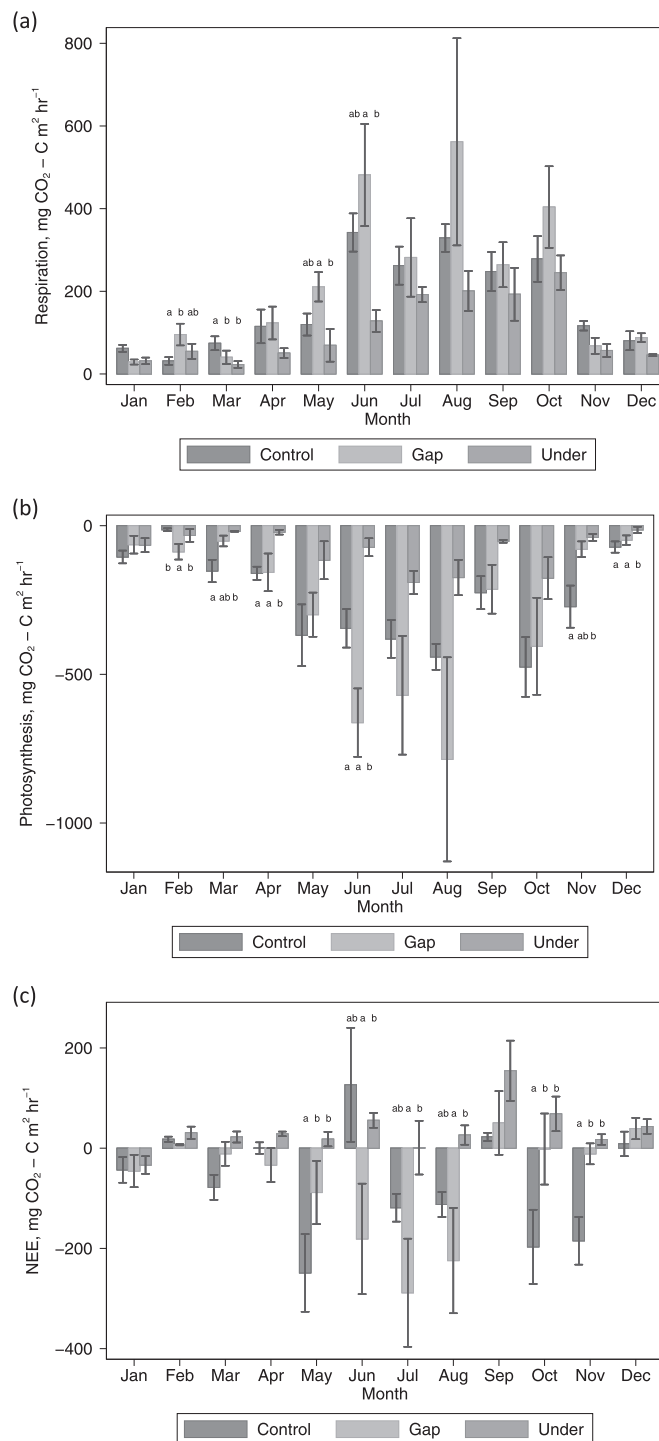 (a)
Respiration, mg CO₂ – C m² hr⁻¹
800
600
400
200
0
a b ab
a b b
ab a b
ab a b
Jan Feb Mar Apr May Jun Jul Aug Sep Oct Nov Dec
Month
Control Gap Under
(b)
Photosynthesis, mg CO₂ – C m² hr⁻¹
0
−500
−1000
b a b
a ab b
a a b
a a b
a ab b
a a b
Jan Feb Mar Apr May Jun Jul Aug Sep Oct Nov Dec
Month
Control Gap Under
(c)
NEE, mg CO₂ – C m² hr⁻¹
200
0
−200
−400
a b b
ab a b
ab a b
ab a b
a b b
a b b
Jan Feb Mar Apr May Jun Jul Aug Sep Oct Nov Dec
Month
Control Gap Under